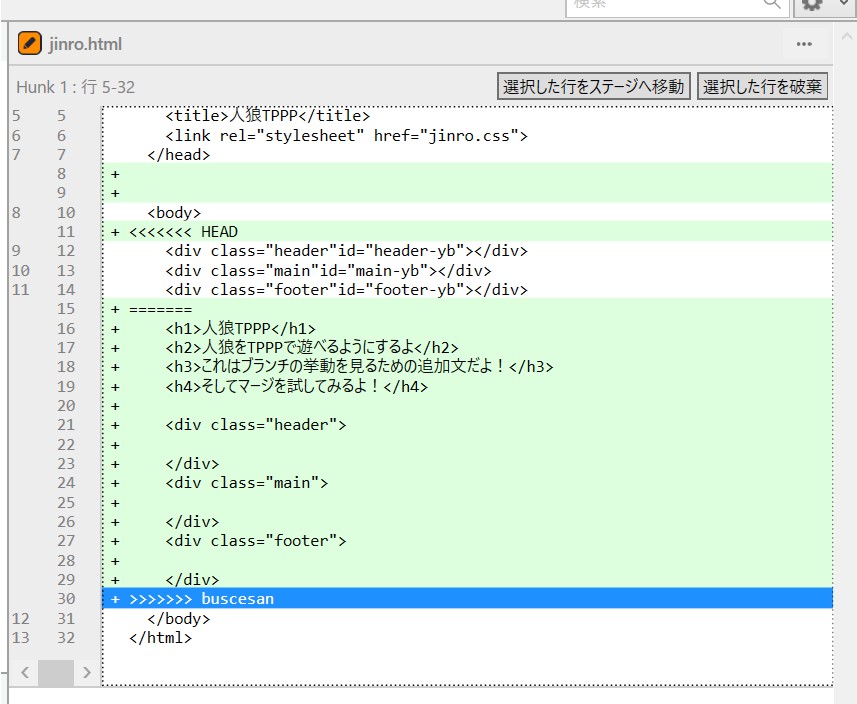 検索
jinro.html
Hunk 1 : 行 5-32
選択した行をステージへ移動 選択した行を破棄
5 5 <title>人狼TPPP</title>
6 6 <link rel="stylesheet" href="jinro.css">
7 7 </head>
8 +
9 +
8 10 <body>
11 + <<<<<<< HEAD
9 12 <div class="header"id="header-yb"></div>
10 13 <div class="main"id="main-yb"></div>
11 14 <div class="footer"id="footer-yb"></div>
15 + =======
16 + <h1>人狼TPPP</h1>
17 + <h2>人狼をTPPPで遊べるようにするよ</h2>
18 + <h3>これはブランチの挙動を見るための追加文だよ！</h3>
19 + <h4>そしてマージを試してみるよ！</h4>
20 +
21 + <div class="header">
22 +
23 + </div>
24 + <div class="main">
25 +
26 + </div>
27 + <div class="footer">
28 +
29 + </div>
30 + >>>>>>> buscesan
12 31 </body>
13 32 </html>